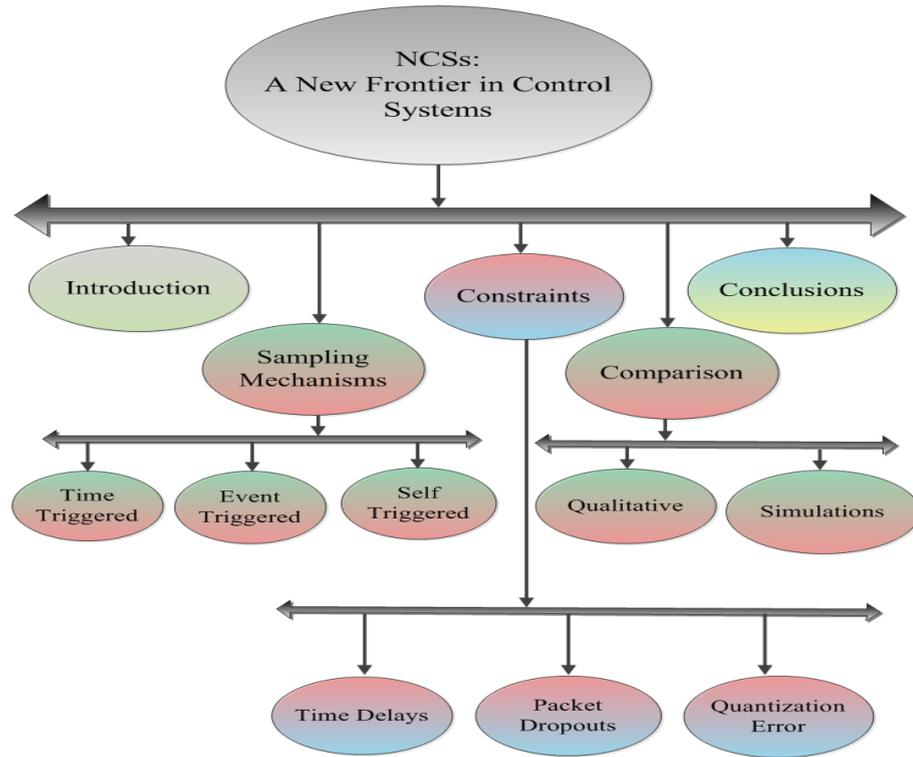 NCSs:
A New Frontier in Control
Systems
Introduction
Constraints
Conclusions
Sampling
Mechanisms
Comparison
Time
Triggered
Event
Triggered
Self
Triggered
Qualitative
Simulations
Time Delays
Packet
Dropouts
Quantization
Error